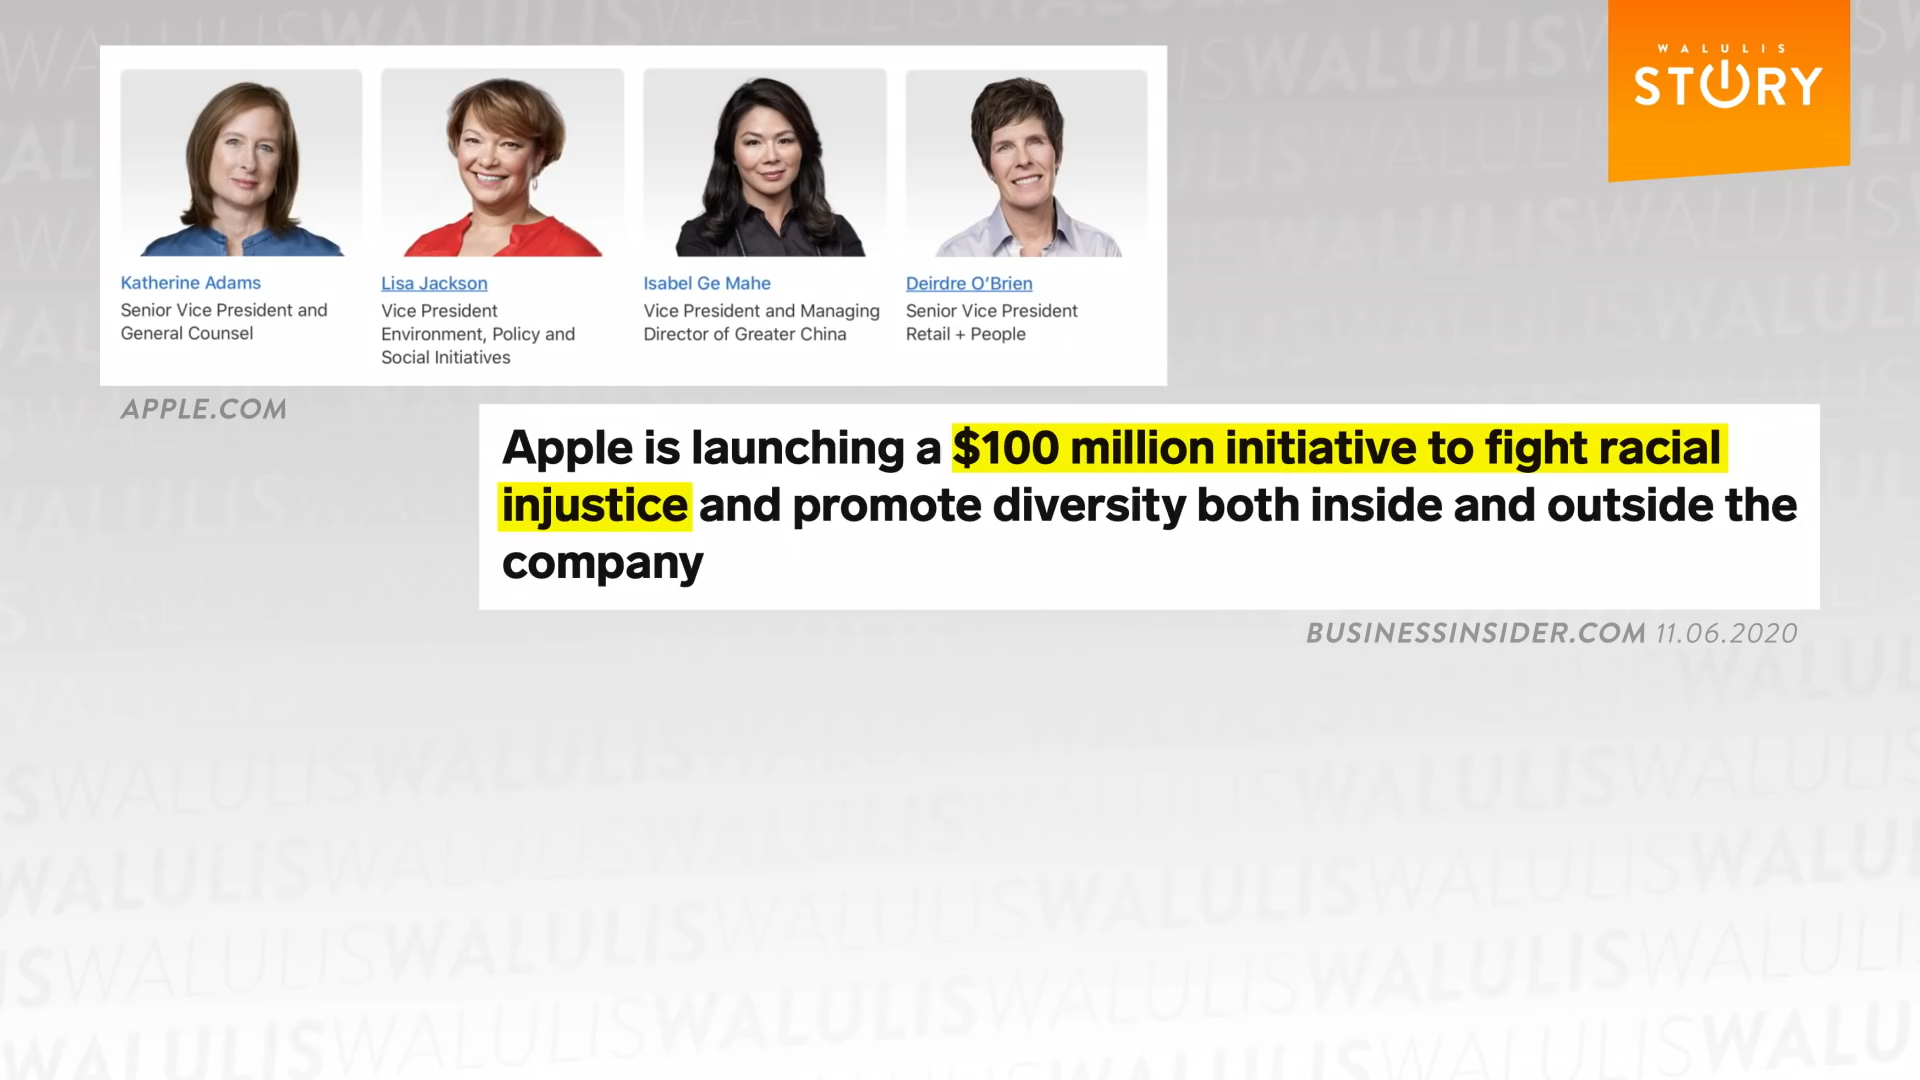 WALULIS
STORY
Katherine Adams
Senior Vice President and
General Counsel
Lisa Jackson
Vice President
Environment, Policy and
Social Initiatives
Isabel Ge Mahe
Vice President and Managing
Director of Greater China
Deirdre O'Brien
Senior Vice President
Retail + People
APPLE.COM
Apple is launching a $100 million initiative to fight racial
injustice and promote diversity both inside and outside the
company
BUSINESSINSIDER.COM 11.06.2020